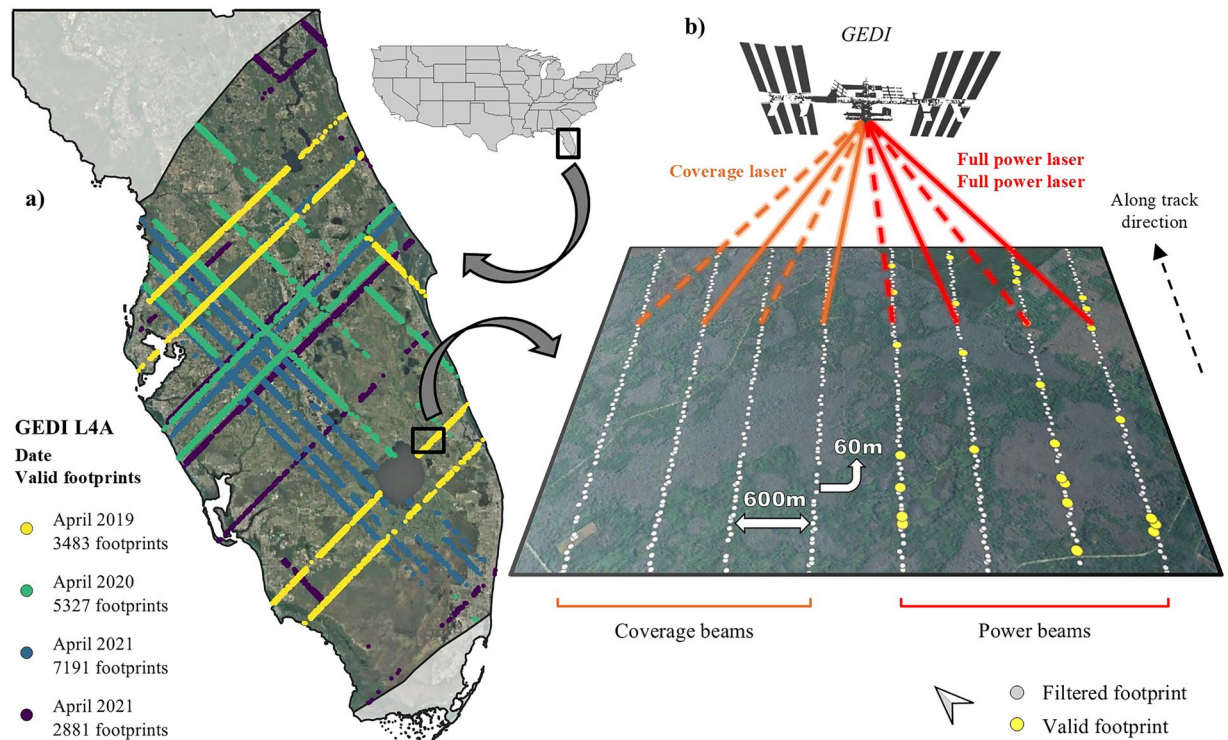 a)
GEDI L4A
Date
Valid footprints
April 2019
3483 footprints
April 2020
5327 footprints
April 2021
7191 footprints
April 2021
2881 footprints
b)
GEDI
Coverage laser
Full power laser
Full power laser
Along track
direction
60m
600m
Coverage beams
Power beams
Filtered footprint
Valid footprint